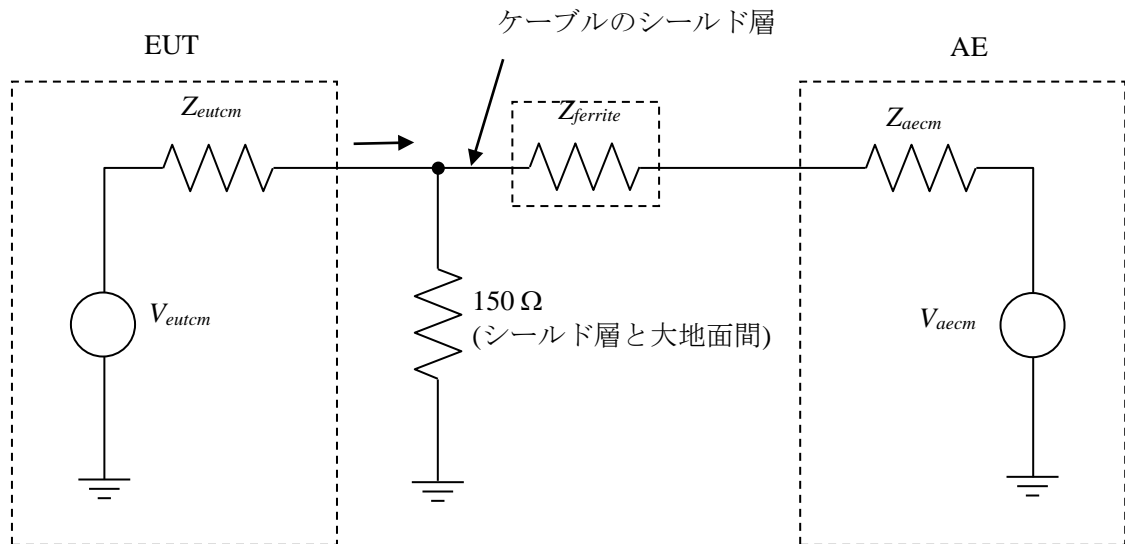 ケーブルのシールド層
EUT
AE
Zeutcm
Zferrite
Zaecm
Veutcm
150 Ω
(シールド層と大地面間)
Vaecm